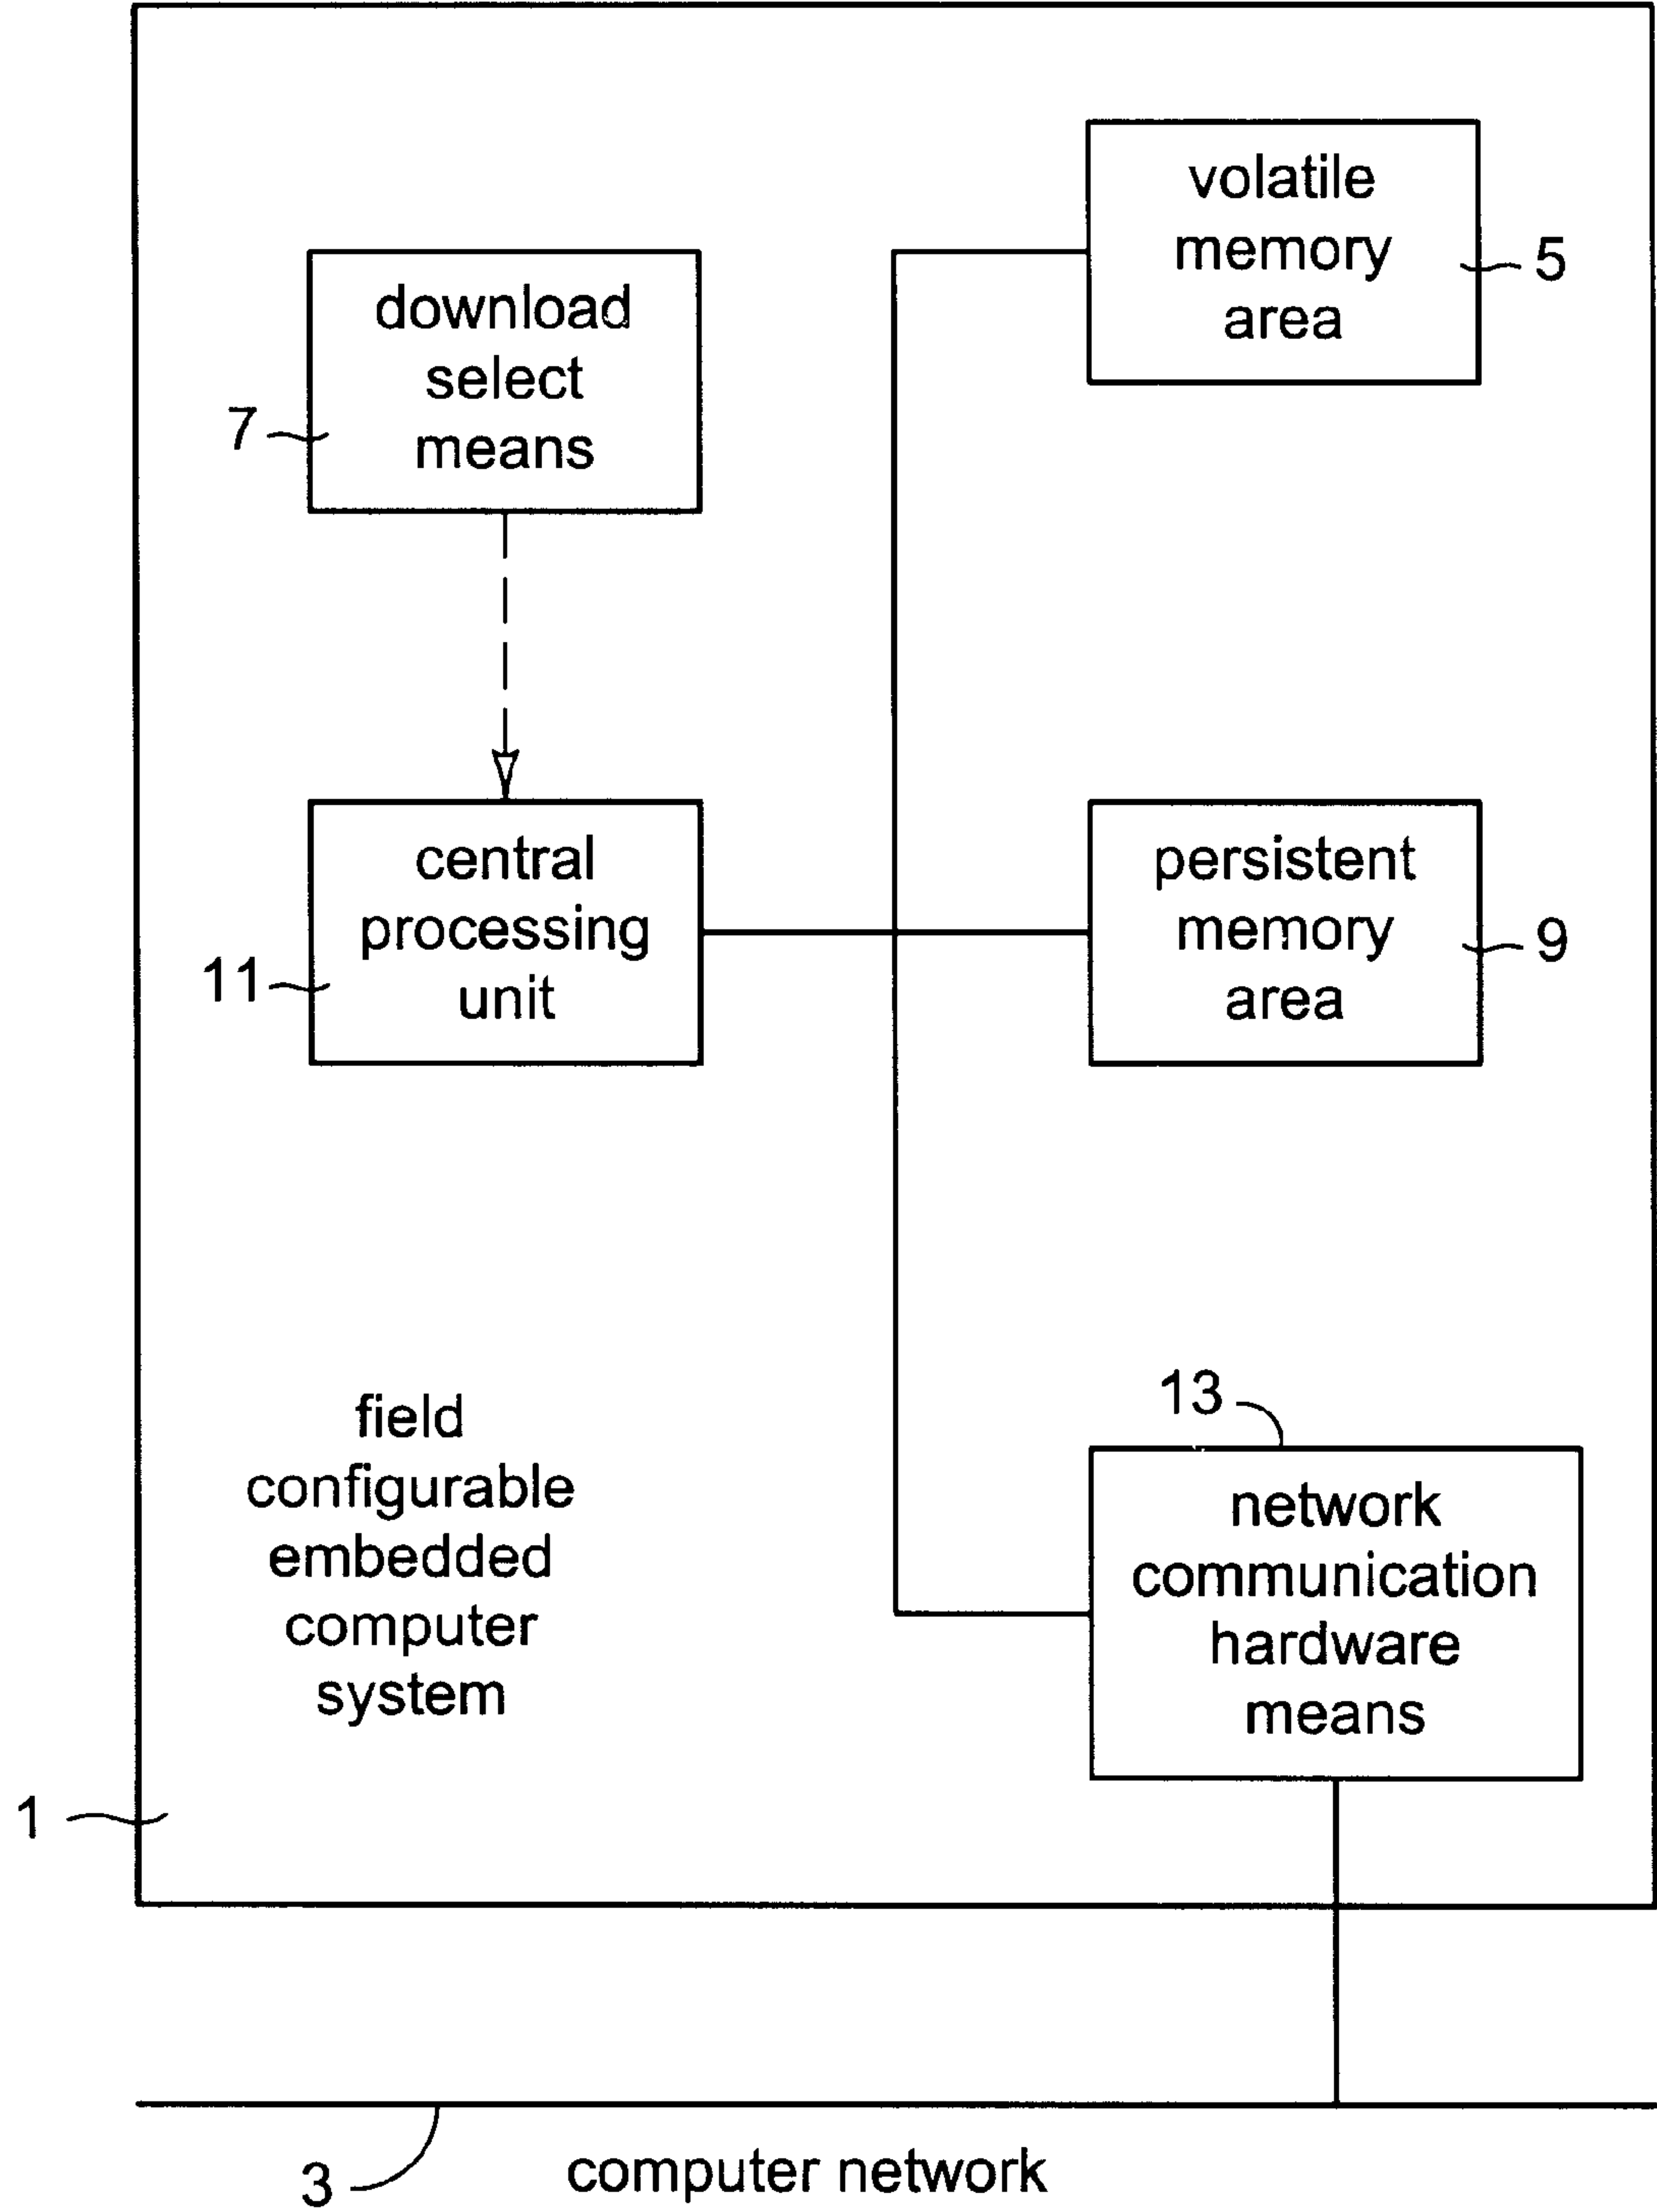 volatile
memory
area
5
download
select
means
7
central
processing
unit
11
persistent
memory
area
9
field
configurable
embedded
computer
system
1
13
network
communication
hardware
means
3
computer network